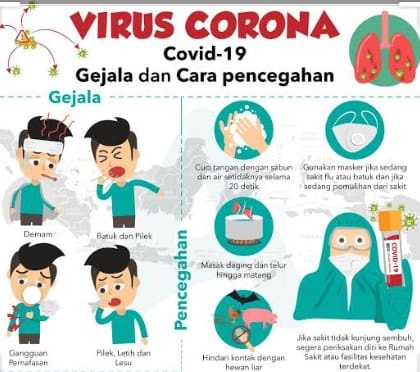 VIRUS CORONA
Covid-19
Gejala dan Cara pencegahan
Gejala
Demam
Batuk dan Pilek
Gangguan
Pernafasan
Pilek, Letih dan
Lesu
Pencegahan
Cuci tangan dengan sabun
dan air setidaknya selama
20 detik
Gunakan masker jika sedang
sakit flu atau batuk dan jika
sedang pemulihan dari sakit
Masak daging dan telur
hingga matang
Hindari kontak dengan
hewan liar
COVID-19
Jika sakit tidak kunjung sembuh,
segera periksakan diri ke Rumah
Sakit atau fasilitas kesehatan
terdekat.